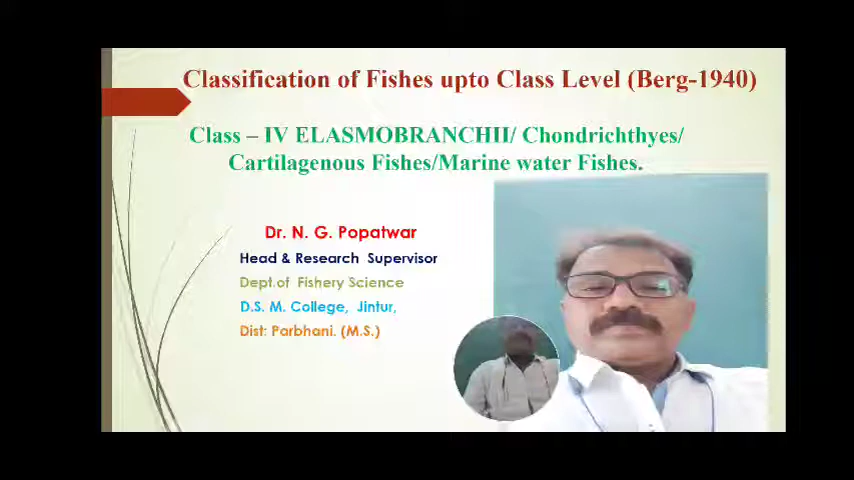 Classification of Fishes upto Class Level (Berg-1940)
Class – IV ELASMOBRANCHII/ Chondrichthyes/
Cartilagenous Fishes/Marine water Fishes.
Dr. N. G. Popatwar
Head & Research Supervisor
Dept.of Fishery Science
D.S. M. College, Jintur,
Dist: Parbhani. (M.S.)